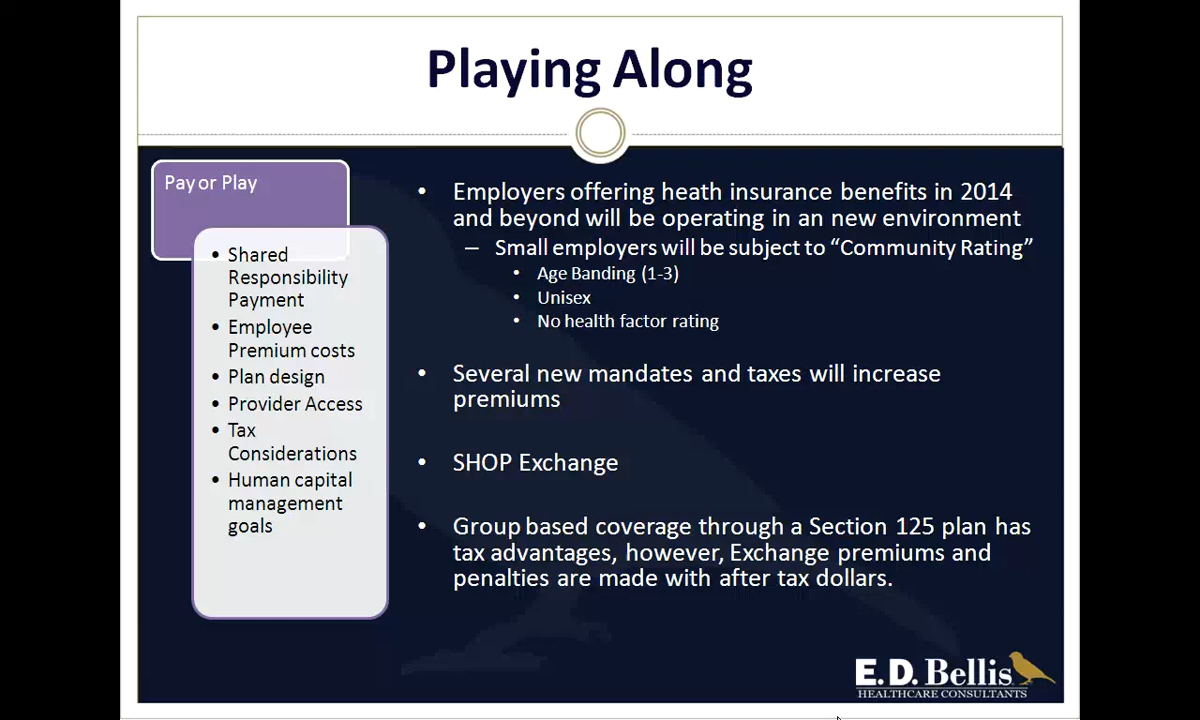 Playing Along
Pay or Play
• Shared
Responsibility
Payment
• Employee
Premium costs
• Plan design
• Provider Access
• Tax
Considerations
• Human capital
management
goals
• Employers offering heath insurance benefits in 2014
and beyond will be operating in an new environment
– Small employers will be subject to “Community Rating”
• Age Banding (1-3)
• Unisex
• No health factor rating
• Several new mandates and taxes will increase
premiums
• SHOP Exchange
• Group based coverage through a Section 125 plan has
tax advantages, however, Exchange premiums and
penalties are made with after tax dollars.
E.D. Bellis
HEALTHCARE CONSULTANTS